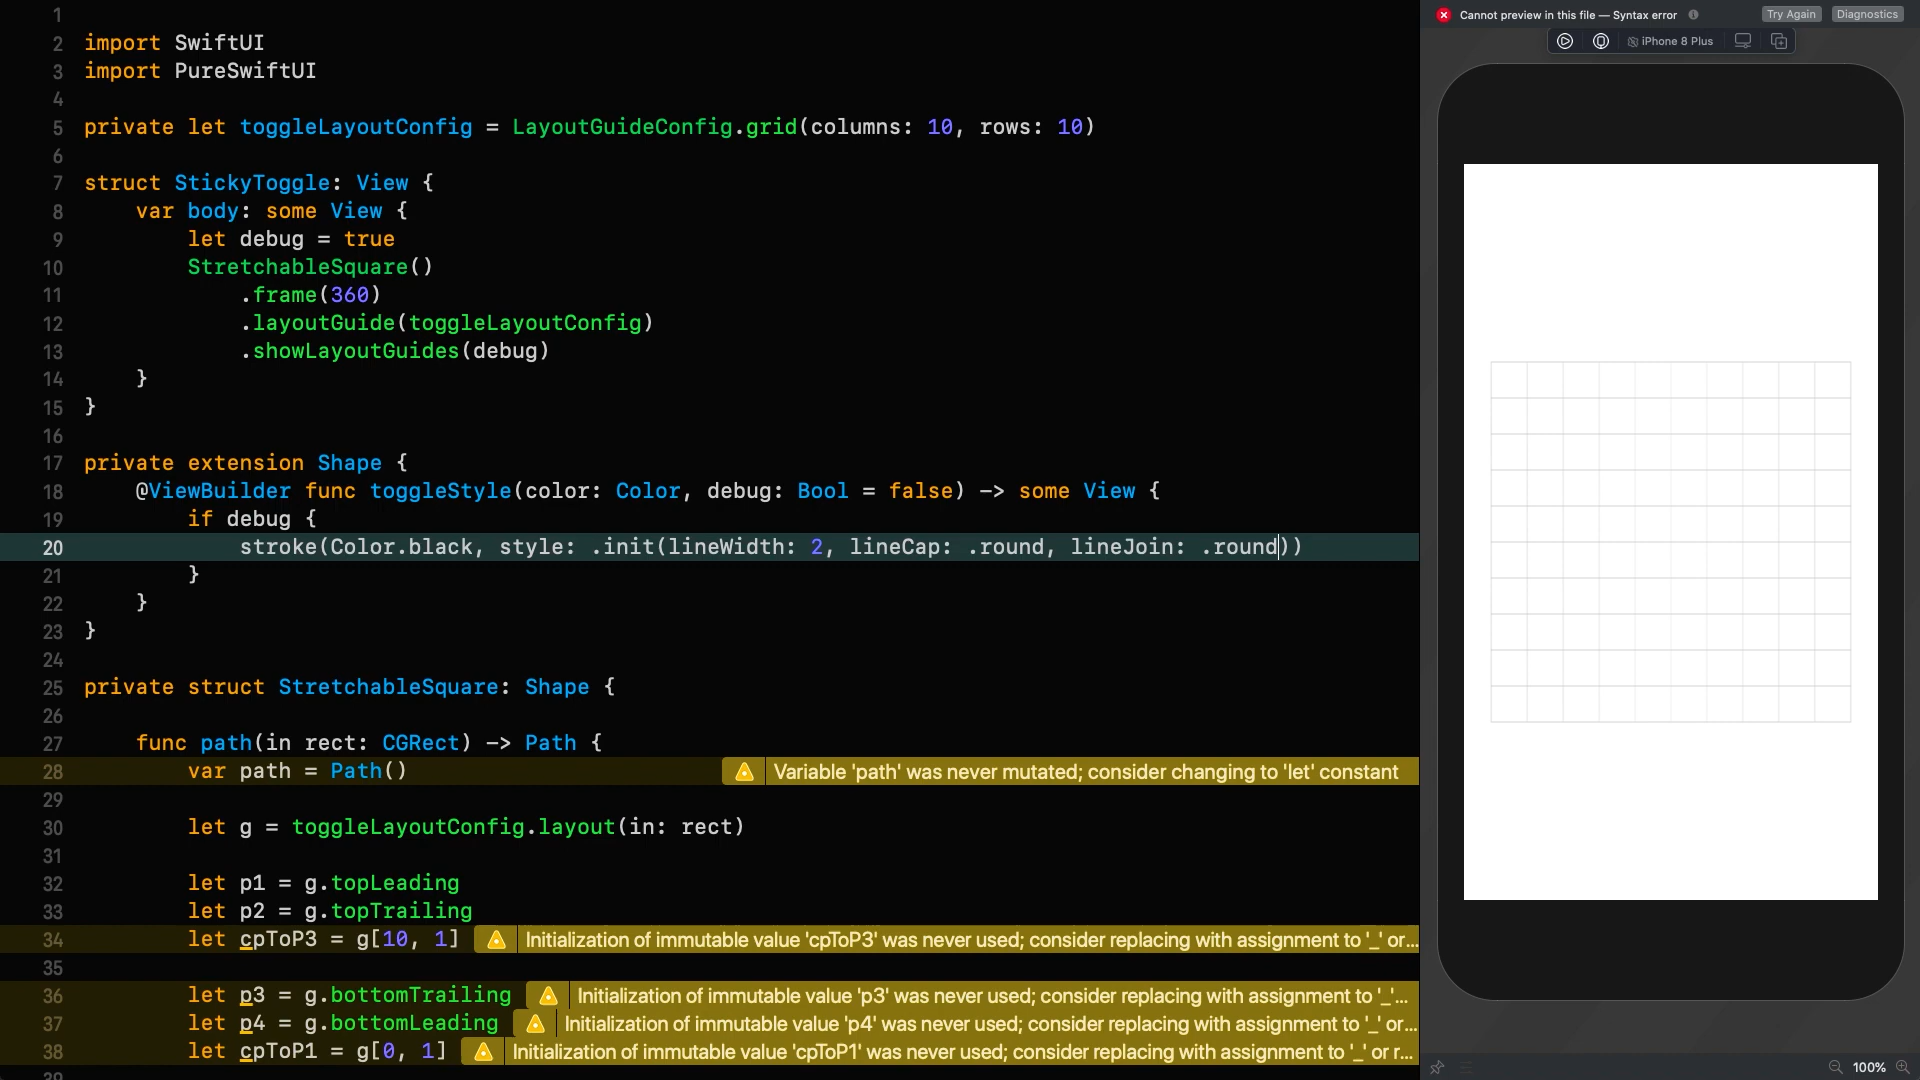 1
2 import SwiftUI
3 import PureSwiftUI
4
5 private let toggleLayoutConfig = LayoutGuideConfig.grid(columns: 10, rows: 10)
6
7 struct StickyToggle: View {
8 var body: some View {
9 let debug = true
10 StretchableSquare()
11 .frame(360)
12 .layoutGuide(toggleLayoutConfig)
13 .showLayoutGuides(debug)
14 }
15 }
16
17 private extension Shape {
18 @ViewBuilder func toggleStyle(color: Color, debug: Bool = false) -> some View {
19 if debug {
20 stroke(Color.black, style: .init(lineWidth: 2, lineCap: .round, lineJoin: .round))
21 }
22 }
23 }
24
25 private struct StretchableSquare: Shape {
26
27 func path(in rect: CGRect) -> Path {
28 var path = Path() Variable 'path' was never mutated; consider changing to 'let' constant
29
30 let g = toggleLayoutConfig.layout(in: rect)
31
32 let p1 = g.topLeading
33 let p2 = g.topTrailing
34 let cpToP3 = g[10, 1] Initialization of immutable value 'cpToP3' was never used; consider replacing with assignment to '_' or...
35
36 let p3 = g.bottomTrailing Initialization of immutable value 'p3' was never used; consider replacing with assignment to '_'...
37 let p4 = g.bottomLeading Initialization of immutable value 'p4' was never used; consider replacing with assignment to '_' or...
38 let cpToP1 = g[0, 1] Initialization of immutable value 'cpToP1' was never used; consider replacing with assignment to '_' or r...
39
Cannot preview in this file — Syntax error Try Again Diagnostics
iPhone 8 Plus
100%